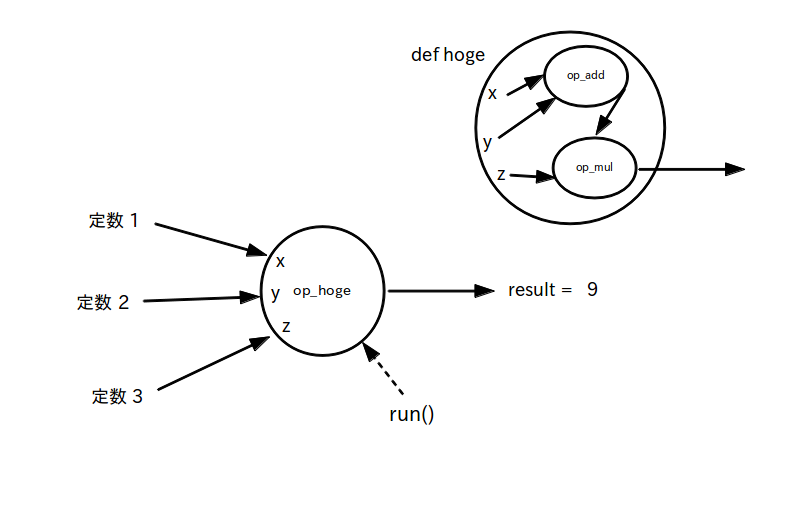 def hoge
op_add
x
y
z
op_mul
定数 1
x
定数 2
y
op_hoge
result = 9
z
定数 3
run()